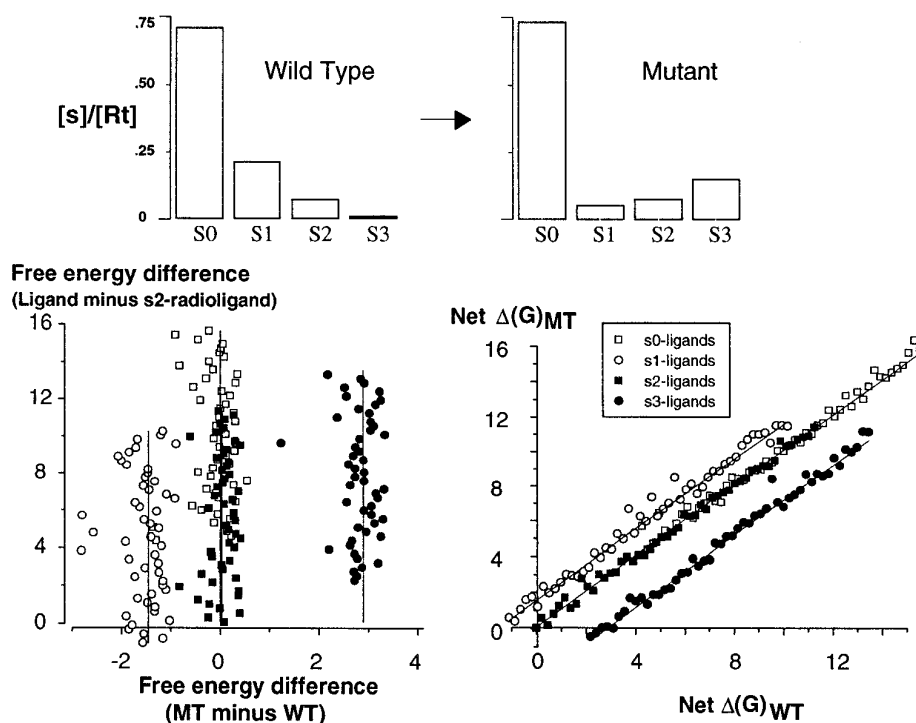 .75
.50
.25
0
[s]/[Rt]
Wild Type
S0 S1 S2 S3
Mutant
S0 S1 S2 S3
Free energy difference
(Ligand minus s2-radioligand)
16
12
8
4
0
-2 0 2 4
Free energy difference
(MT minus WT)
Net Δ(G)MT
s0-ligands
s1-ligands
s2-ligands
s3-ligands
16
12
8
4
0
0 4 8 12
Net Δ(G)WT